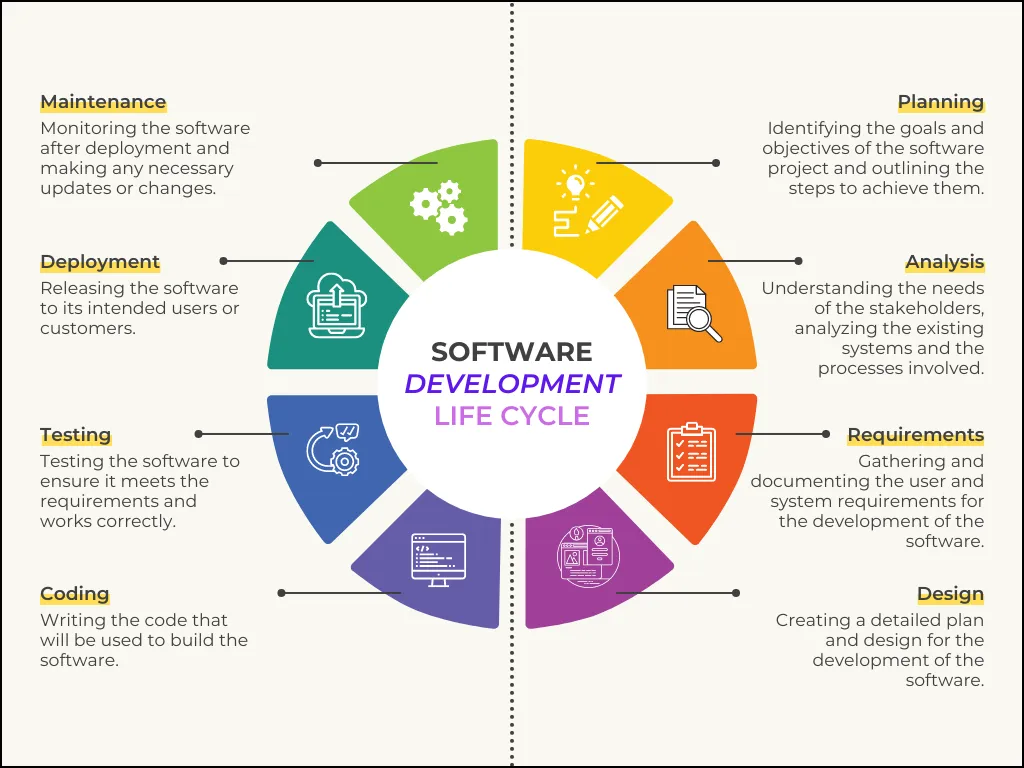 Maintenance
Monitoring the software
after deployment and
making any necessary
updates or changes.
Deployment
Releasing the software
to its intended users or
customers.
Testing
Testing the software to
ensure it meets the
requirements and
works correctly.
Coding
Writing the code that
will be used to build the
software.
SOFTWARE
DEVELOPMENT
LIFE CYCLE
Planning
Identifying the goals and
objectives of the software
project and outlining the
steps to achieve them.
Analysis
Understanding the needs
of the stakeholders,
analyzing the existing
systems and the
processes involved.
Requirements
Gathering and
documenting the user and
system requirements for
the development of the
software.
Design
Creating a detailed plan
and design for the
development of the
software.